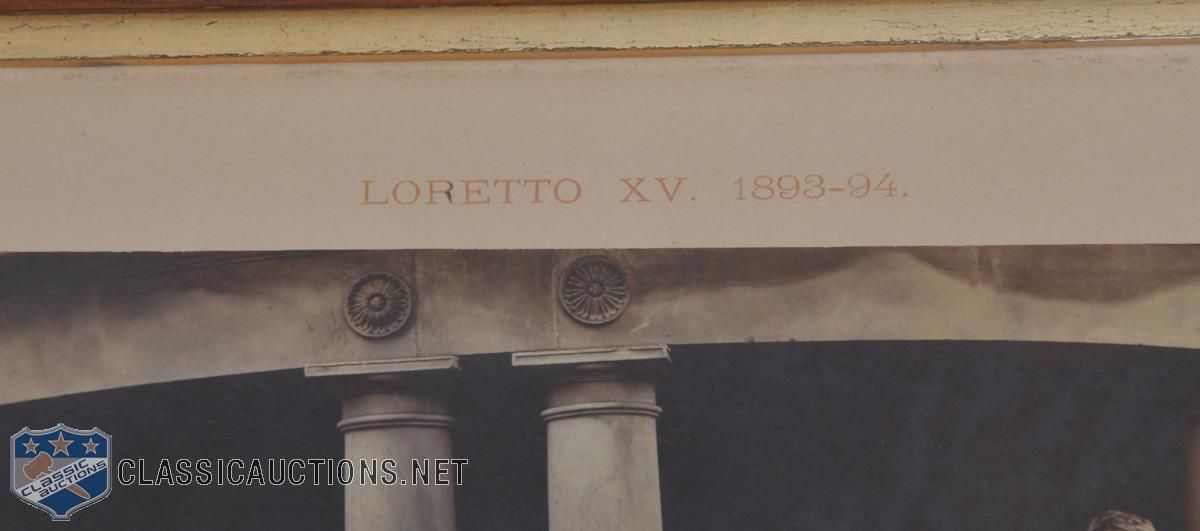 LORETTO XV. 1893-94.
CLASSIC
AUCTIONS
CLASSICAUCTIONS.NET